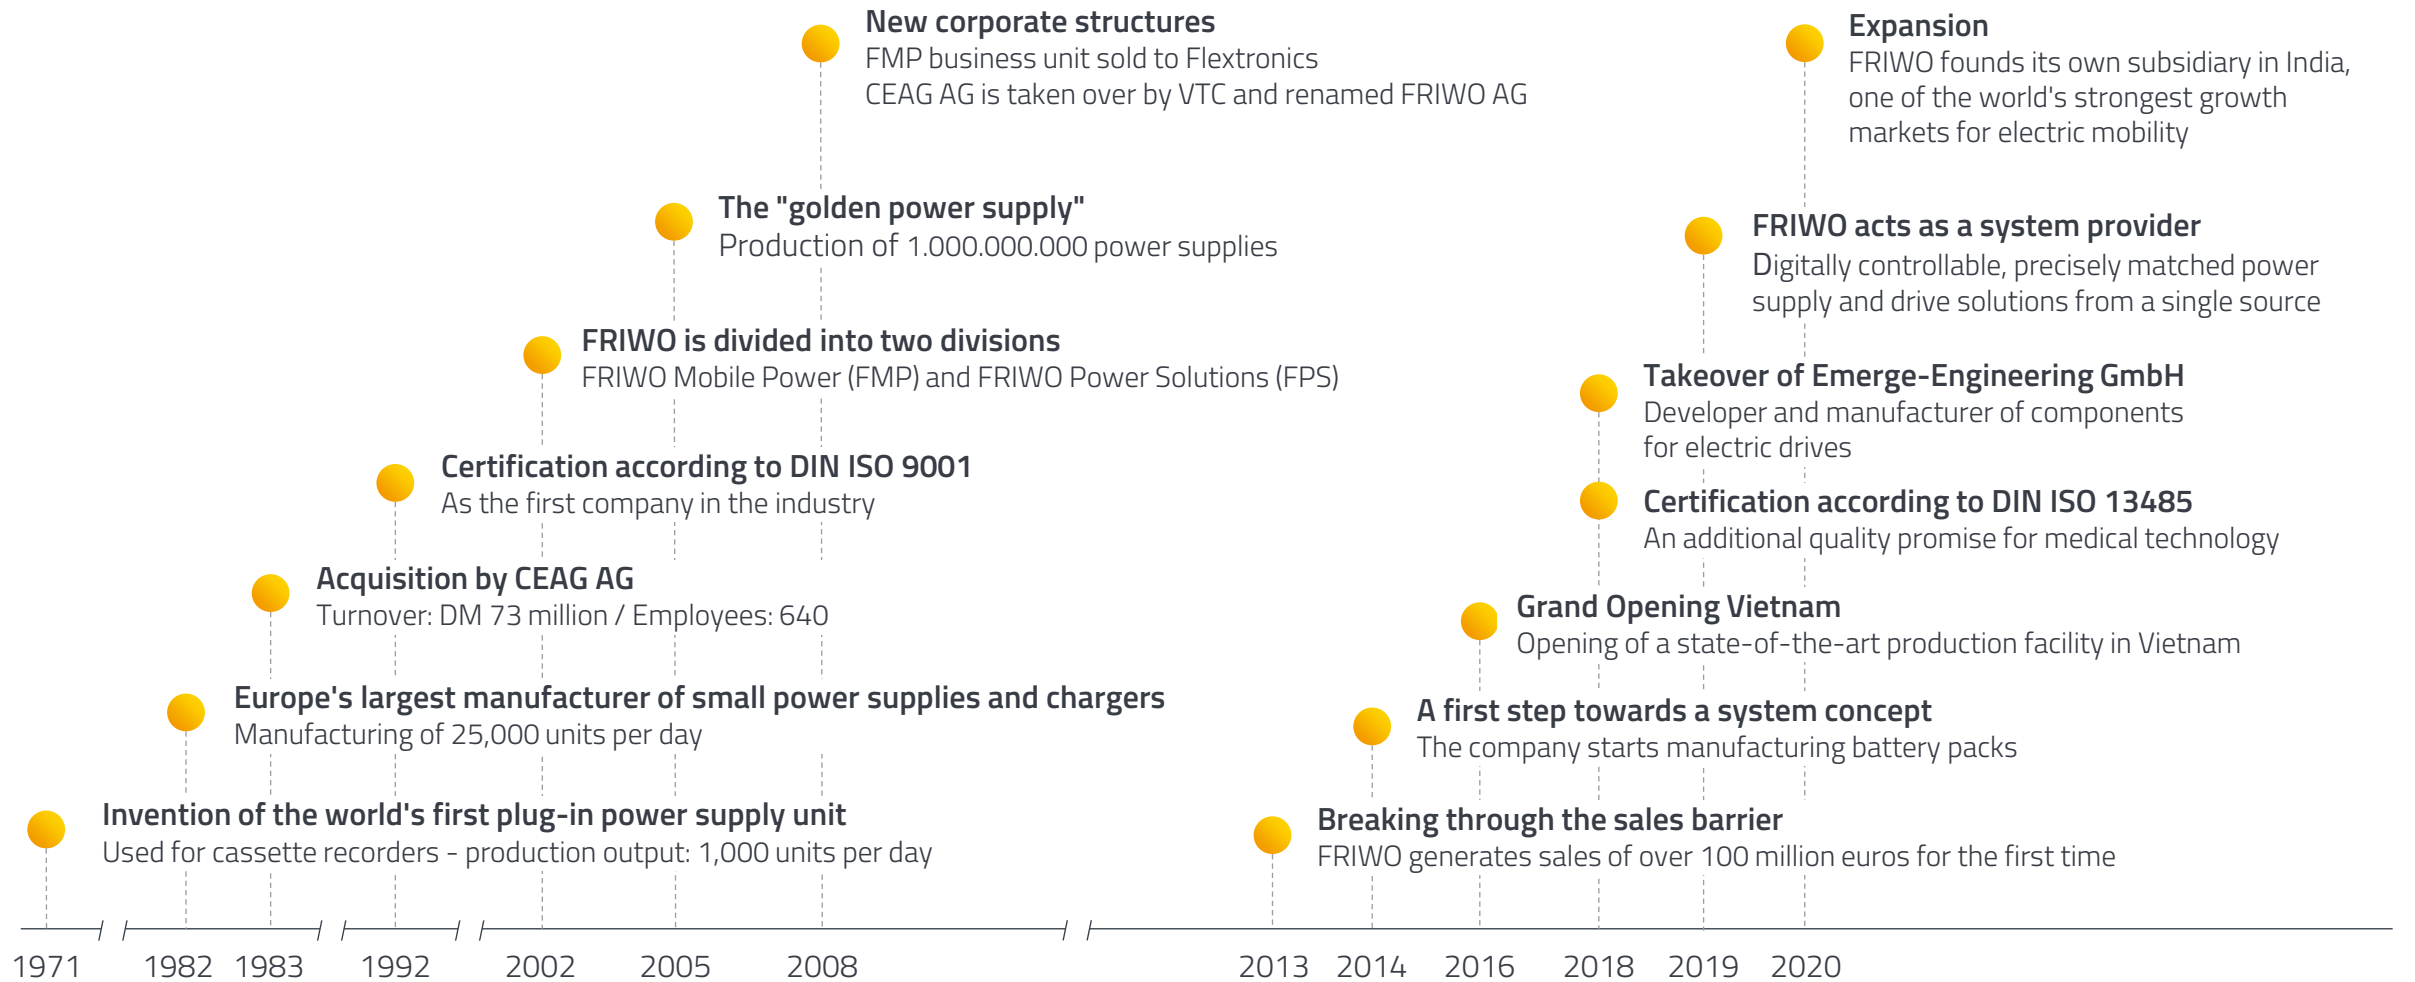 New corporate structures
FMP business unit sold to Flextronics
CEAG AG is taken over by VTC and renamed FRIWO AG
The "golden power supply"
Production of 1.000.000.000 power supplies
FRIWO is divided into two divisions
FRIWO Mobile Power (FMP) and FRIWO Power Solutions (FPS)
Certification according to DIN ISO 9001
As the first company in the industry
Acquisition by CEAG AG
Turnover: DM 73 million / Employees: 640
Europe's largest manufacturer of small power supplies and chargers
Manufacturing of 25,000 units per day
Invention of the world's first plug-in power supply unit
Used for cassette recorders - production output: 1,000 units per day
Expansion
FRIWO founds its own subsidiary in India,
one of the world's strongest growth
markets for electric mobility
FRIWO acts as a system provider
Digitally controllable, precisely matched power
supply and drive solutions from a single source
Takeover of Emerge-Engineering GmbH
Developer and manufacturer of components
for electric drives
Certification according to DIN ISO 13485
An additional quality promise for medical technology
Grand Opening Vietnam
Opening of a state-of-the-art production facility in Vietnam
A first step towards a system concept
The company starts manufacturing battery packs
Breaking through the sales barrier
FRIWO generates sales of over 100 million euros for the first time
1971 1982 1983 1992 2002 2005 2008 2013 2014 2016 2018 2019 2020